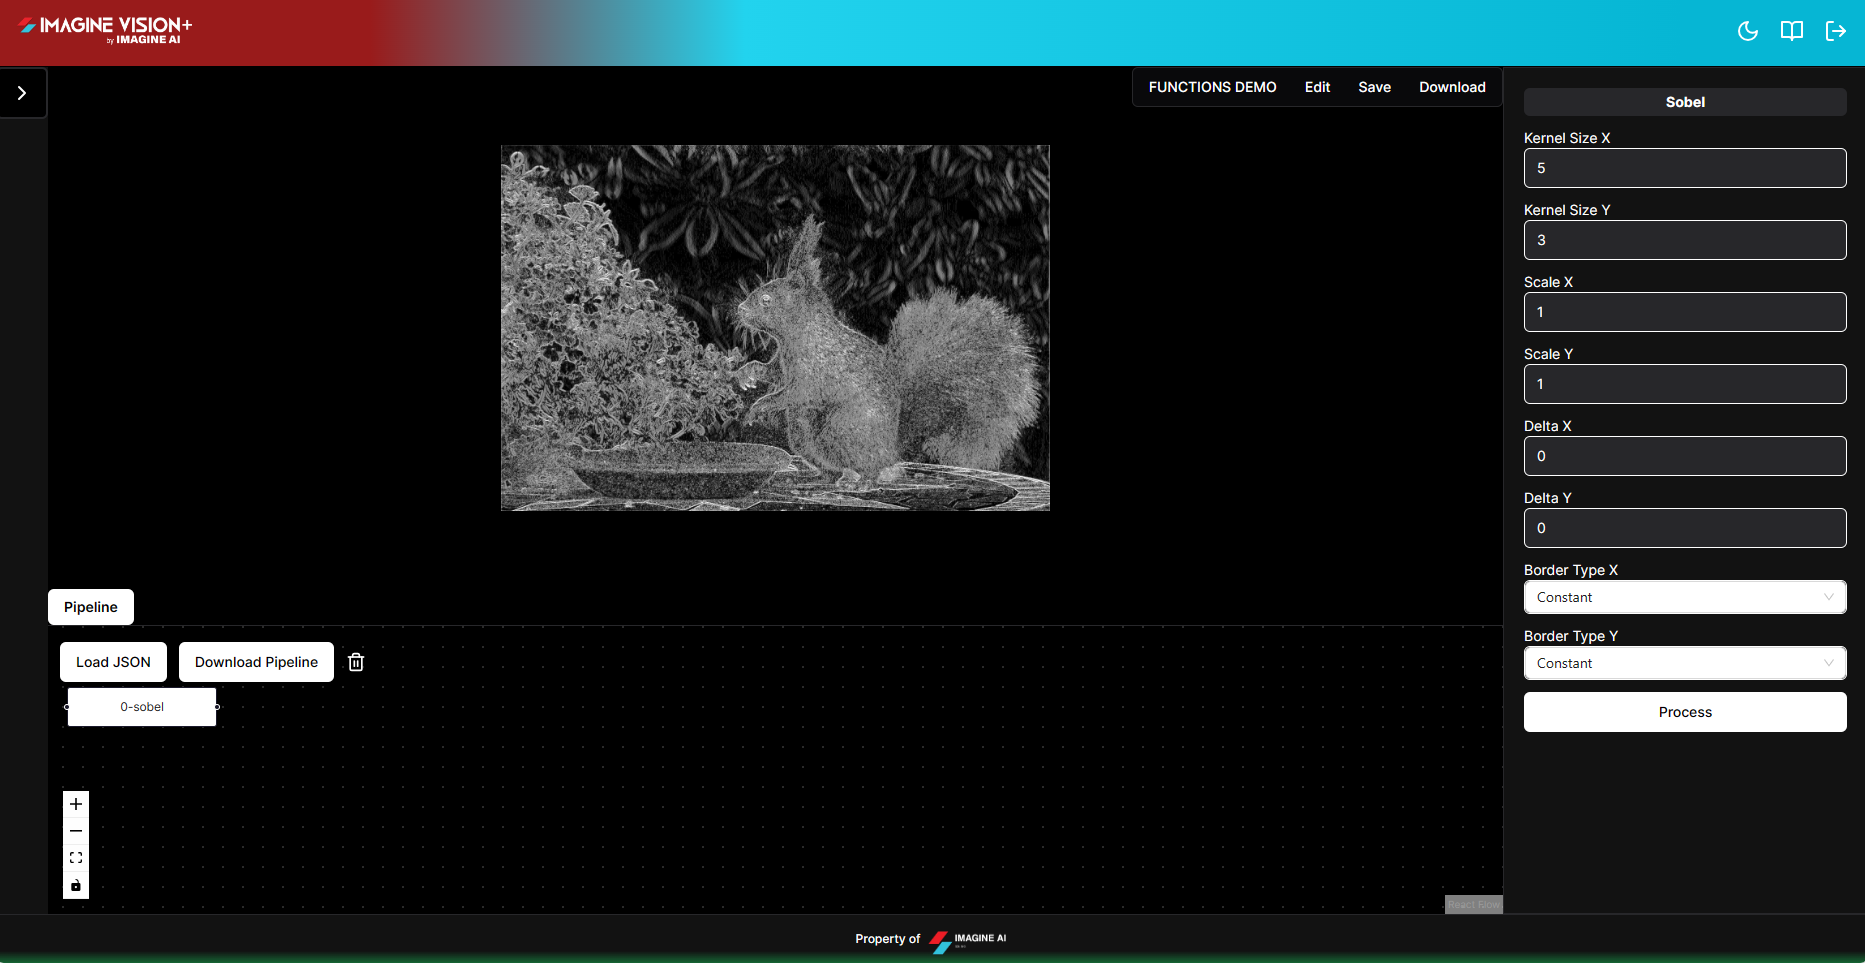 IMAGINE VISION+
by IMAGINE AI
FUNCTIONS DEMO
Edit
Save
Download
Sobel
Kernel Size X
5
Kernel Size Y
3
Scale X
1
Scale Y
1
Delta X
0
Delta Y
0
Border Type X
Constant
Border Type Y
Constant
Process
Pipeline
Load JSON
Download Pipeline
0-sobel
React Flow
Property of
IMAGINE AI